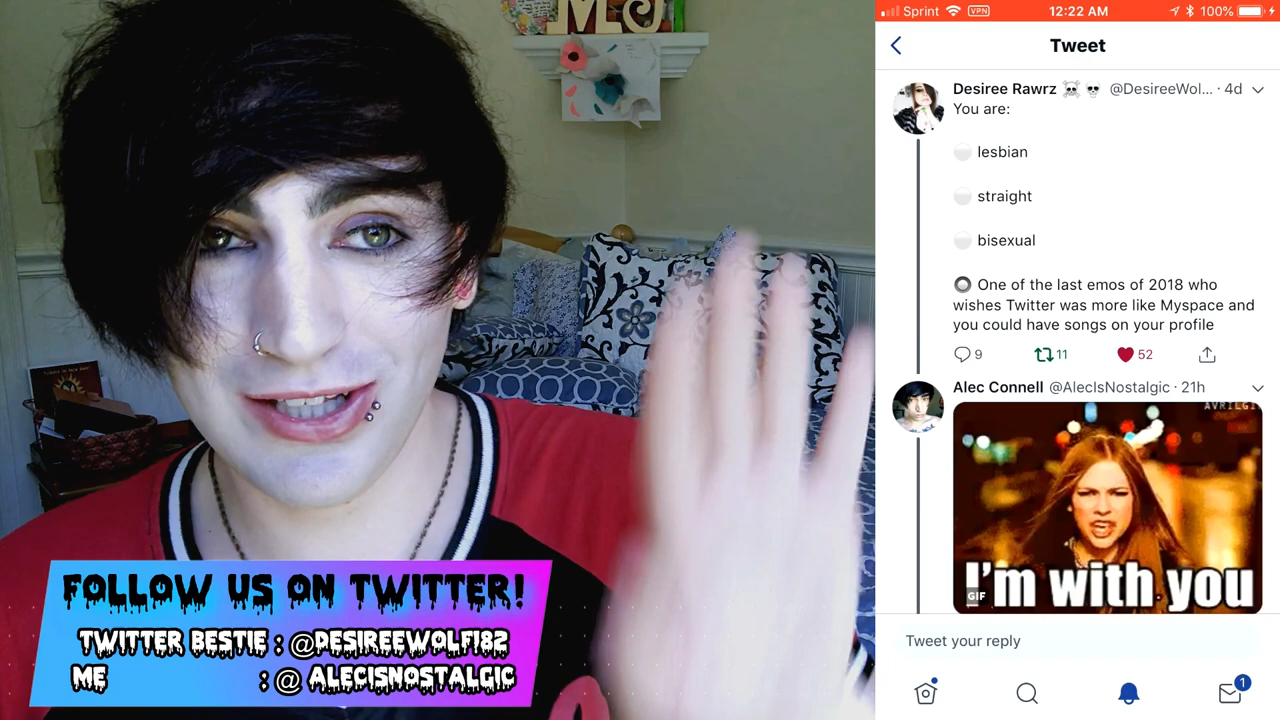 MS
FOLLOW US ON TWITTER!
TWITTER BESTIE : @DESIREEWOLF182
ME : @ ALECISNOSTALGIC
Sprint VPN 12:22 AM 100%
Tweet
Desiree Rawrz ☠️ 💀 @DesireeWol... · 4d
You are:
lesbian
straight
bisexual
🔘 One of the last emos of 2018 who
wishes Twitter was more like Myspace and
you could have songs on your profile
9 11 52
Alec Connell @AlecIsNostalgic · 21h
I'm with you
GIF
Tweet your reply
1